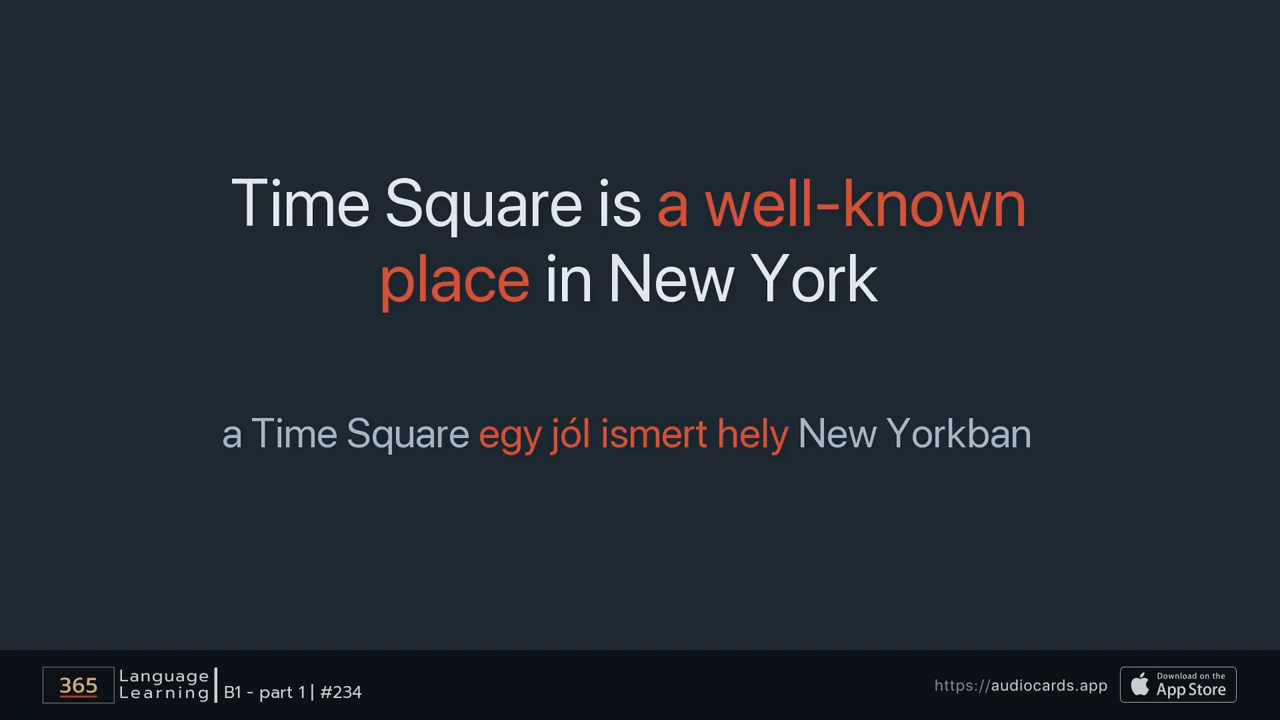 Time Square is a well-known
place in New York
a Time Square egy jól ismert hely New Yorkban
365
Language
Learning
B1 - part 1 | #234
https://audiocards.app
Download on the
App Store